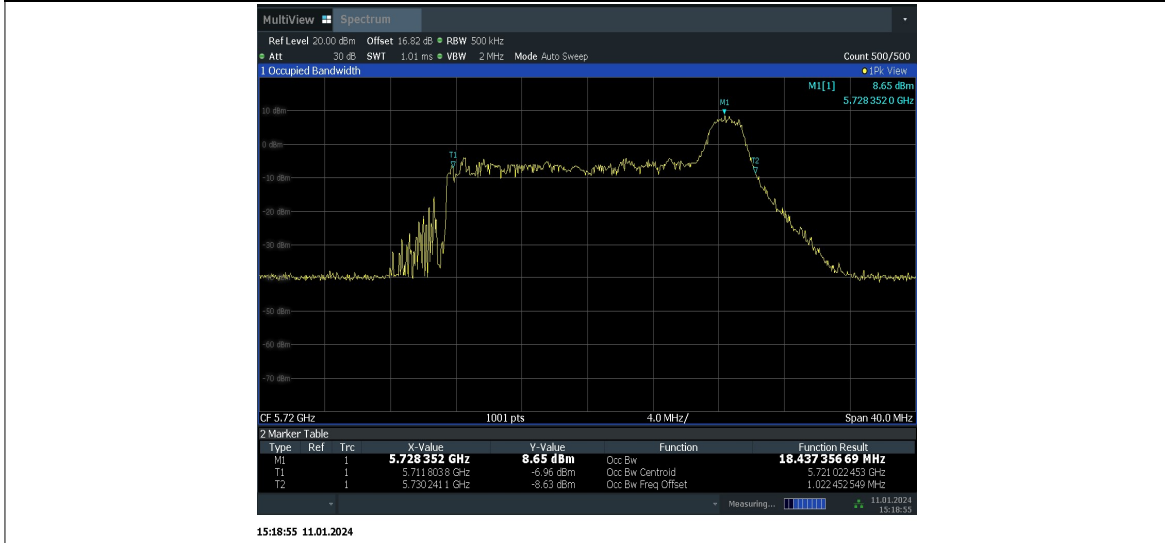 MultiView Spectrum
Ref Level 20.00 dBm Offset 16.82 dB RBW 500 kHz
Att 30 dB SWT 1.01 ms VBW 2 MHz Mode Auto Sweep Count 500/500
1 Occupied Bandwidth 1Pk View
M1[1] 8.65 dBm
5.728 352 0 GHz
M1
10 dBm
0 dBm
T1
T2
-10 dBm
-20 dBm
-30 dBm
-50 dBm
-60 dBm
-70 dBm
CF 5.72 GHz 1001 pts 4.0 MHz/ Span 40.0 MHz
2 Marker Table
Type Ref Trc X-Value Y-Value Function Function Result
M1 1 5.728 352 GHz 8.65 dBm Occ Bw 18.437 356 69 MHz
T1 1 5.711 803 8 GHz -6.96 dBm Occ Bw Centroid 5.721 022 453 GHz
T2 1 5.730 241 1 GHz -8.63 dBm Occ Bw Freq Offset 1.022 452 549 MHz
Measuring... 11.01.2024
15:18:55
15:18:55 11.01.2024